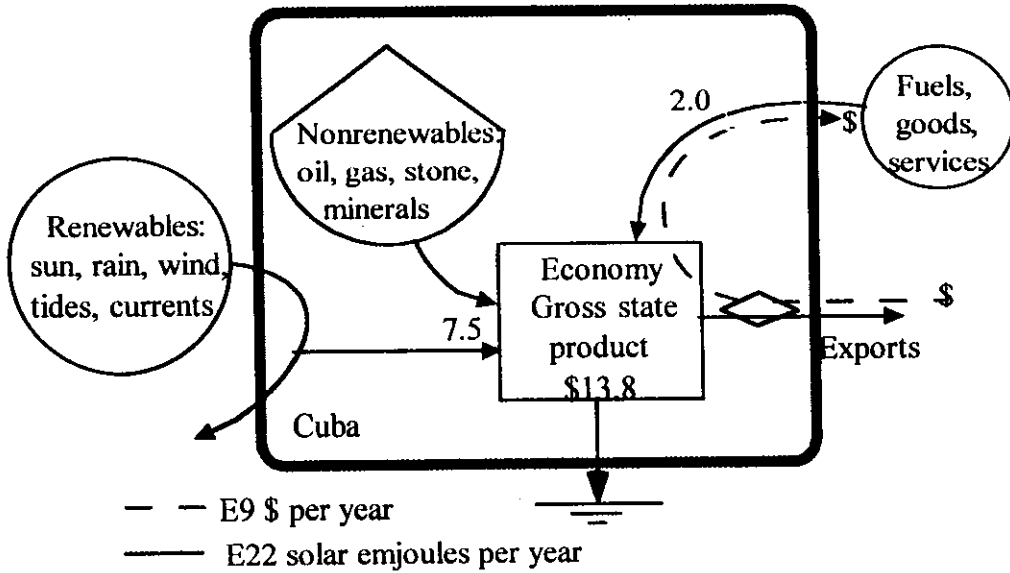 2.0
Fuels,
goods,
services
$
Nonrenewables:
oil, gas, stone,
minerals
Renewables:
sun, rain, wind,
tides, currents
7.5
Economy
Gross state
product
$13.8
$
Exports
Cuba
E9 $ per year
E22 solar emjoules per year